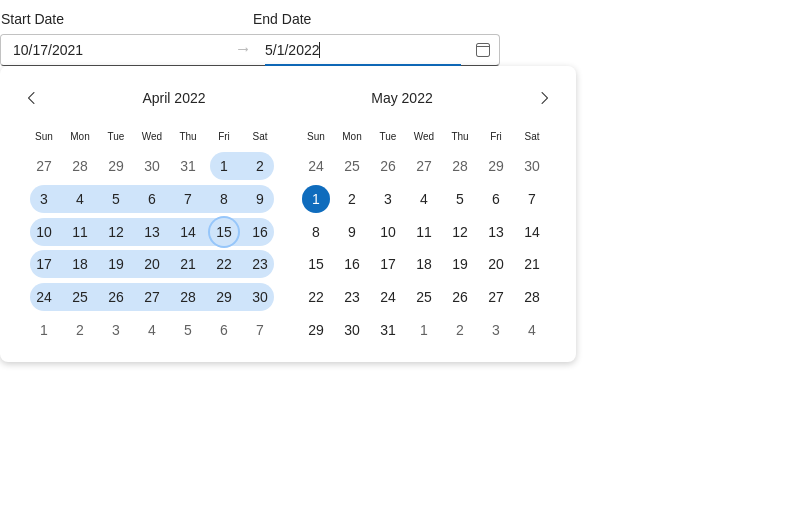 Start Date End Date
10/17/2021 → 5/1/2022
April 2022 May 2022
Sun Mon Tue Wed Thu Fri Sat Sun Mon Tue Wed Thu Fri Sat
27 28 29 30 31 1 2 24 25 26 27 28 29 30
3 4 5 6 7 8 9 1 2 3 4 5 6 7
10 11 12 13 14 15 16 8 9 10 11 12 13 14
17 18 19 20 21 22 23 15 16 17 18 19 20 21
24 25 26 27 28 29 30 22 23 24 25 26 27 28
1 2 3 4 5 6 7 29 30 31 1 2 3 4